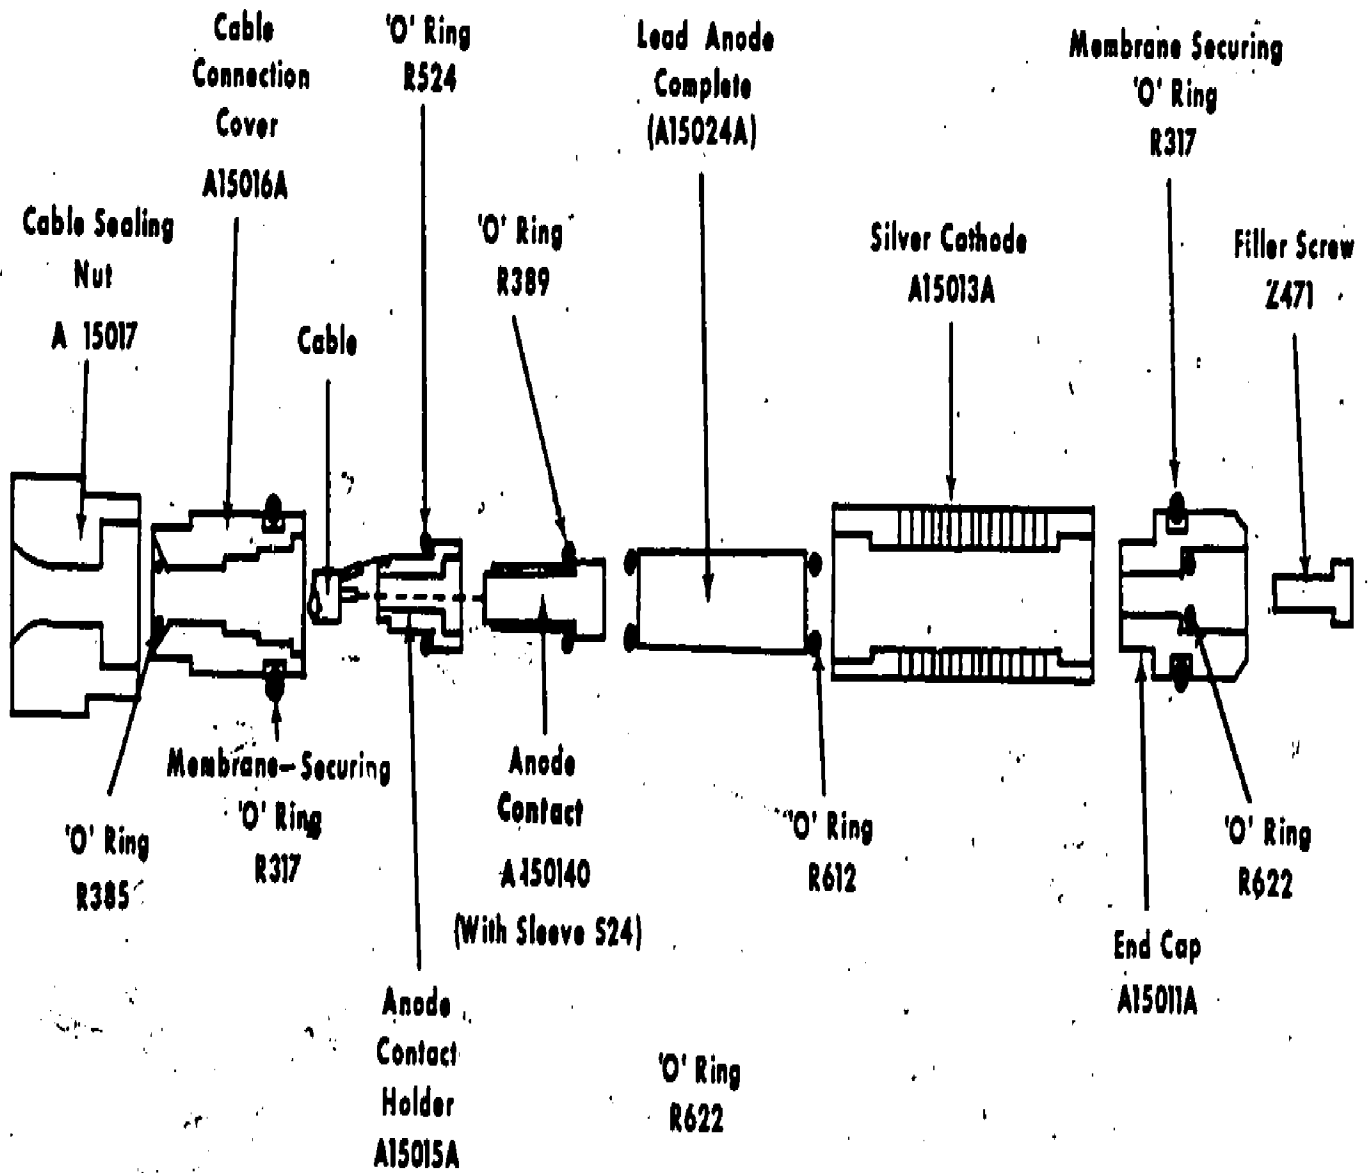 Cable
Connection
Cover
A15016A
'O' Ring
R524
Lead Anode
Complete
(A15024A)
Membrane Securing
'O' Ring
R317
Cable Sealing
Nut
A 15017
Cable
'O' Ring
R389
Silver Cathode
A15013A
Filler Screw
Z471
'O' Ring
R385
Membrane-Securing
'O' Ring
R317
Anode
Contact
A150140
(With Sleeve S24)
'O' Ring
R612
'O' Ring
R622
End Cap
A15011A
Anode
Contact
Holder
A15015A
'O' Ring
R622